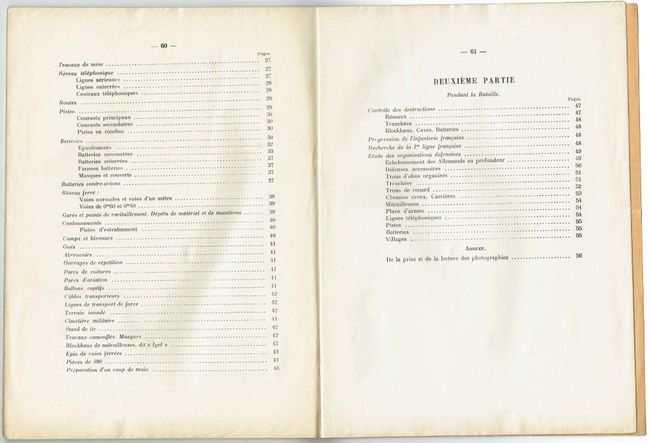 — 60 —
Pages.
Travaux de mine 27
Réseau téléphonique 27
Lignes aériennes 27
Lignes enterrées 28
Centraux téléphoniques 28
Routes 29
Pistes 29
Courants principaux 30
Courants secondaires 30
Pistes en rondins 30
Batteries 30
Epaulements 32
Batteries casematées 33
Batteries enterrées 37
Fausses batteries 37
Masques et couverts 37
Batteries contre-avions 37
Réseau ferré :
Voies normales et voies d'un mètre 39
Voies de 0m60 et 0m40 39
Gares et points de ravitaillement. Dépôts de matériel et de munitions 39
Cantonnements 40
Pistes d'entraînement 40
Camps et bivouacs 40
Gués 41
Abreuvoirs 41
Ouvrages de répétition 41
Parcs de voitures 41
Parcs d'aviation 41
Ballons captifs 41
Câbles transporteurs 42
Lignes de transport de force 42
Terrain inondé 42
Cimetière militaire 41
Stand de tir 42
Travaux camouflés. Masques 42
Blockhaus de mitrailleuses, dit « Igel » 43
Epis de voies ferrées 43
Pièces de 380 43
Préparation d'un coup de main 46
— 61 —
DEUXIÈME PARTIE
Pendant la Bataille.
Pages.
Contrôle des destructions 47
Réseaux 47
Tranchées 48
Blockhaus, Caves, Batteries 48
Progression de l'infanterie française 48
Recherche de la 1re ligne française 48
Etude des organisations défensives 49
Echelonnement des Allemands en profondeur 49
Défenses accessoires 50
Trous d'obus organisés 51
Tranchées 51
Trous de renard 52
Chemins creux, Carrières 53
Mitrailleuses 54
Place d'armes 54
Lignes téléphoniques 54
Pistes 55
Batteries 55
Villages 55
ANNEXE.
De la prise et de la lecture des photographies 56